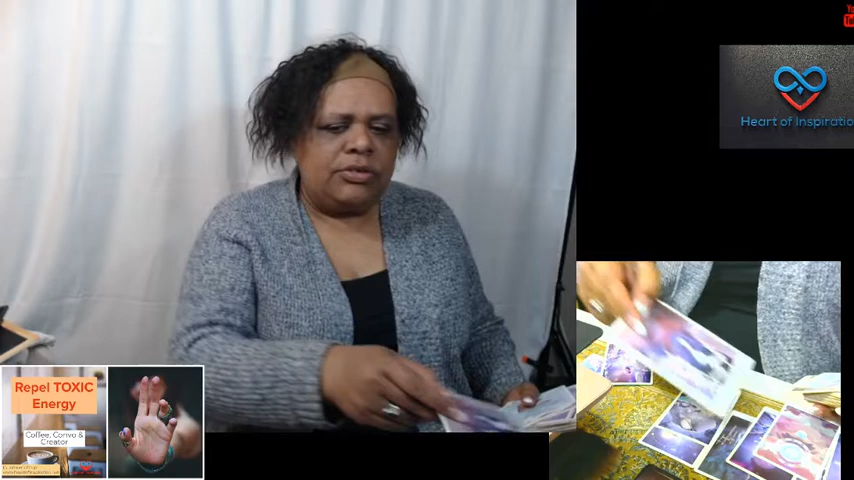 Heart of Inspiratio
Repel TOXIC
Energy
Coffee, Convo &
Creator